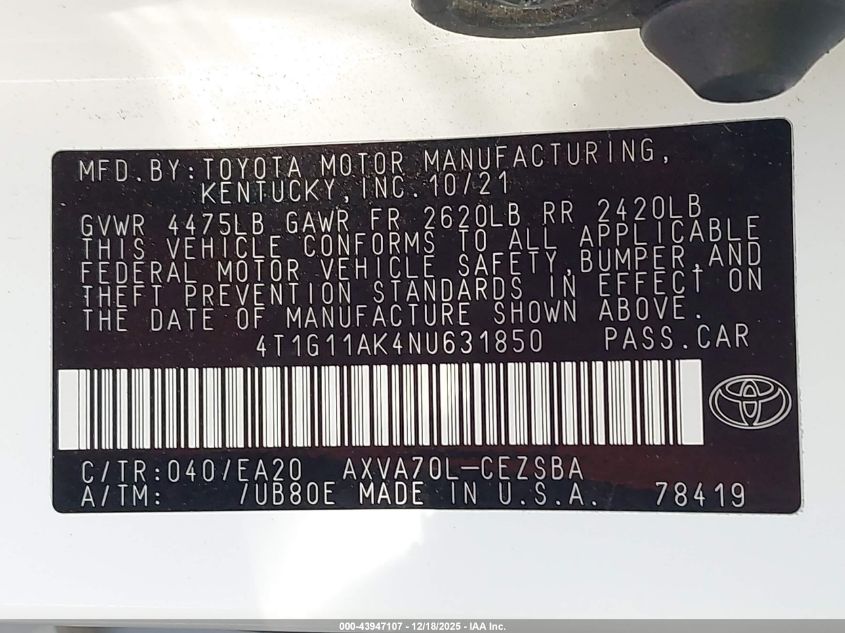 MFD.BY:TOYOTA MOTOR MANUFACTURING,
KENTUCKY,INC.10/21
GVWR 4475LB GAWR FR 2620LB RR 2420LB
THIS VEHICLE CONFORMS TO ALL APPLICABLE
FEDERAL MOTOR VEHICLE SAFETY,BUMPER,AND
THEFT PREVENTION STANDARDS IN EFFECT ON
THE DATE OF MANUFACTURE SHOWN ABOVE.
4T1G11AK4NU631850 PASS.CAR
C/TR:040/EA20 AXVA70L-CEZSBA
A/TM: /UB80E MADE IN U.S.A. 78419
000-43947107 - 12/18/2025 - IAA Inc.